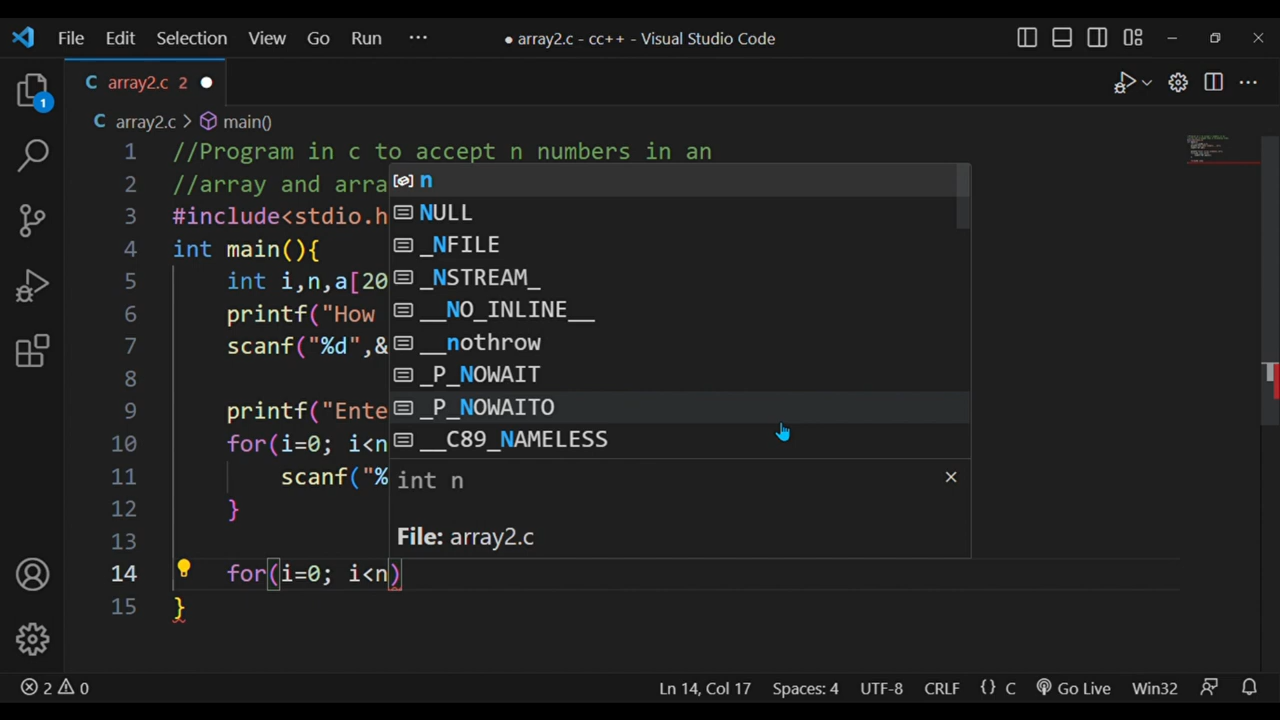 File Edit Selection View Go Run ··· ● array2.c - cc++ - Visual Studio Code
C array2.c 2 ●
C array2.c > main()
1 //Program in c to accept n numbers in an
2 //array and arra
3 #include<stdio.h
4 int main(){
5 int i,n,a[20
6 printf("How
7 scanf("%d",&
8
9 printf("Ente
10 for(i=0; i<n
11 scanf("%
12 }
13
14 for(i=0; i<n)
15 }
n
NULL
_NFILE
_NSTREAM_
__NO_INLINE__
__nothrow
_P_NOWAIT
_P_NOWAITO
__C89_NAMELESS
int n
File: array2.c
1
2 0 Ln 14, Col 17 Spaces: 4 UTF-8 CRLF {} C Go Live Win32